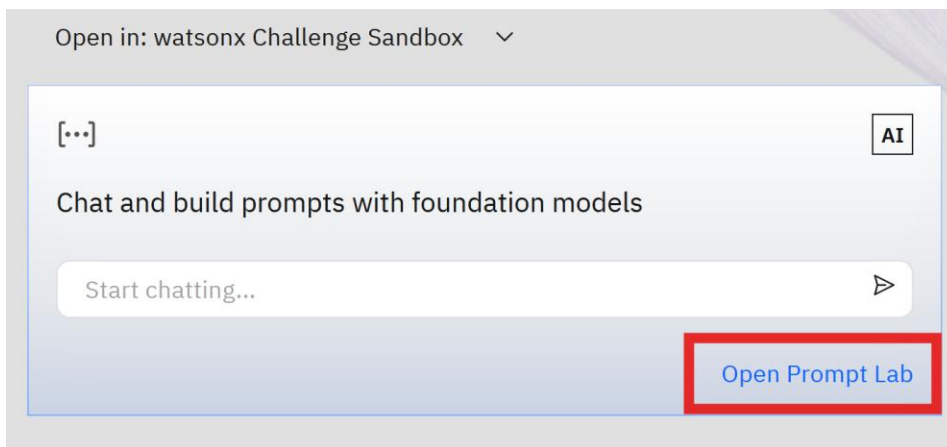 Open in: watsonx Challenge Sandbox
[...]
AI
Chat and build prompts with foundation models
Start chatting...
Open Prompt Lab